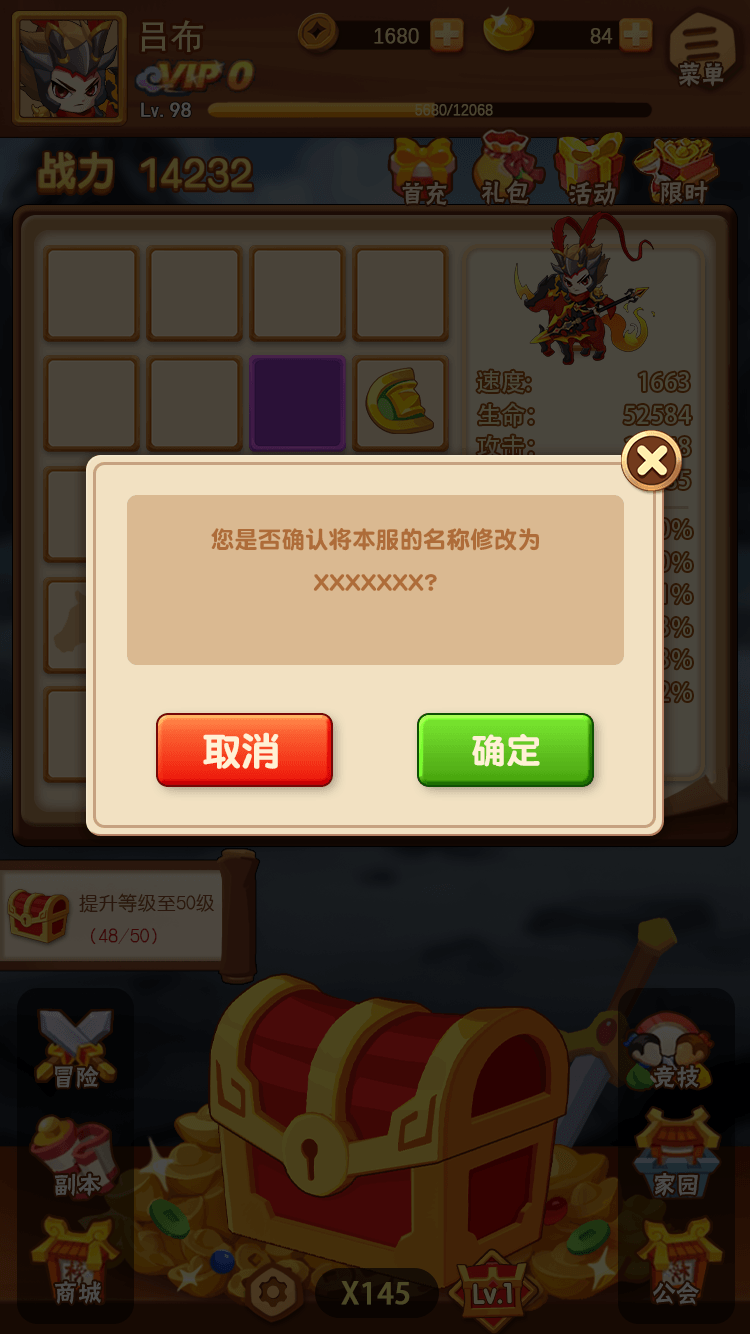 吕布
1680
84
菜单
VIP 0
Lv. 98
5680/12068
战力 14232
首充
礼包
活动
限时
速度: 1663
生命: 52584
攻击:
您是否确认将本服的名称修改为
XXXXXXX?
取消
确定
提升等级至50级
(48/50)
冒险
竞技
副本
家园
商城
公会
X145
Lv.1